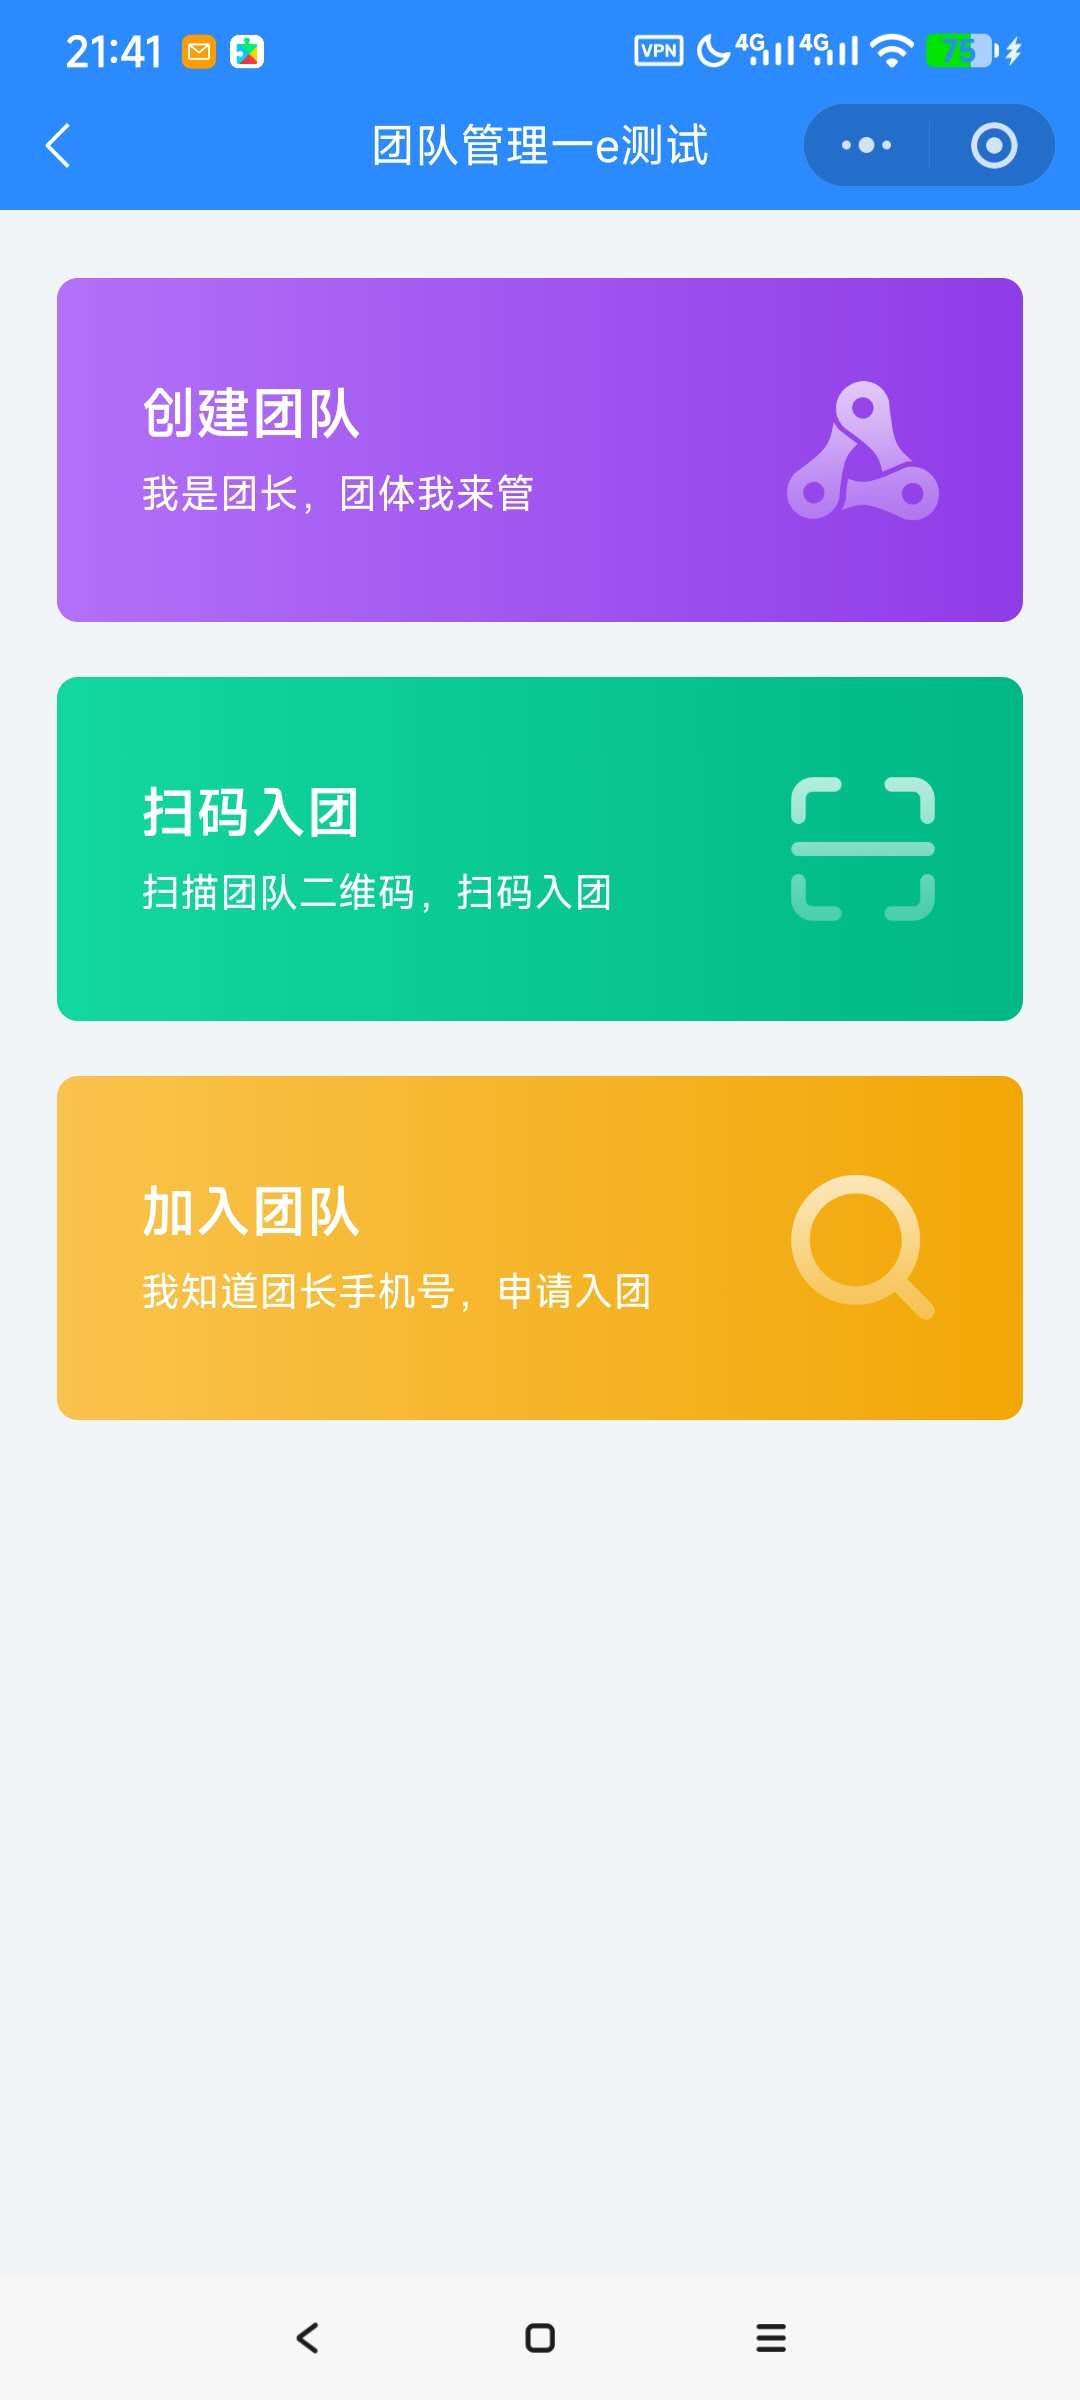 21:41 VPN 4G 4G 75
团队管理一e测试
创建团队
我是团长，团体我来管
扫码入团
扫描团队二维码，扫码入团
加入团队
我知道团长手机号，申请入团